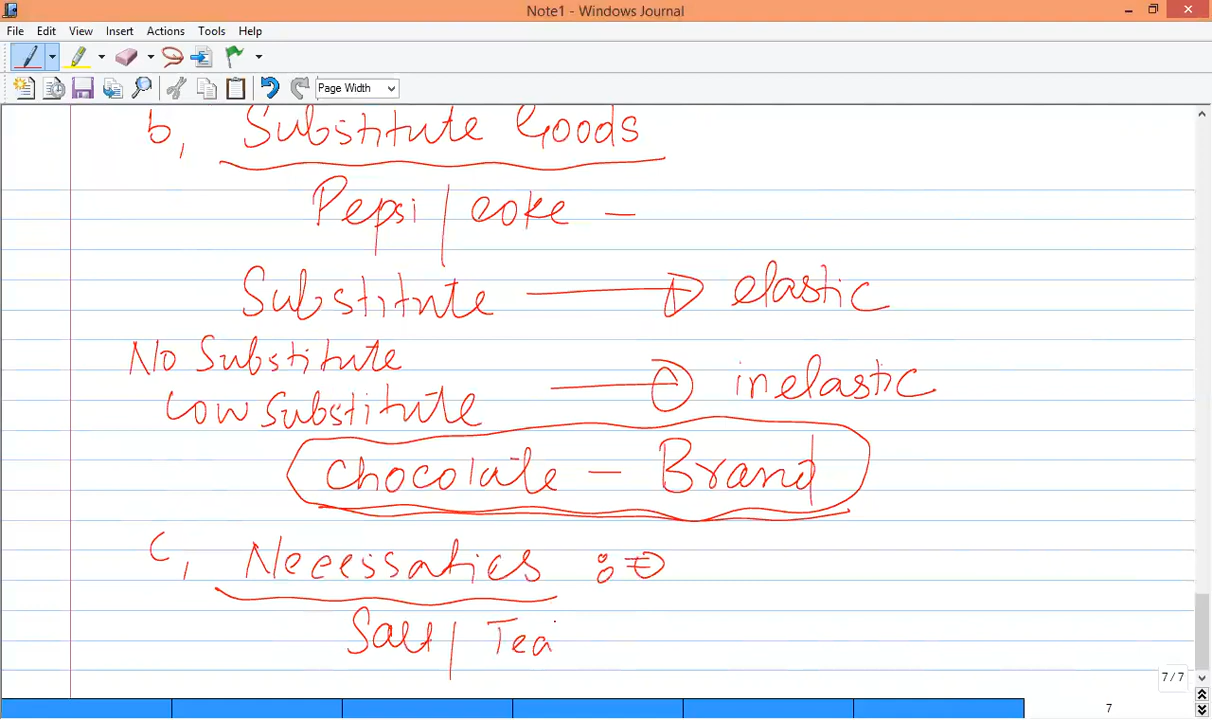 Note1 - Windows Journal
File Edit View Insert Actions Tools Help
Page Width
b, Substitute Goods
Pepsi | coke -
Substitute → elastic
No Substitute
Low Substitute → inelastic
Chocolate - Brand
c, Necessaties :→
Salt | Tea
7 / 7
7